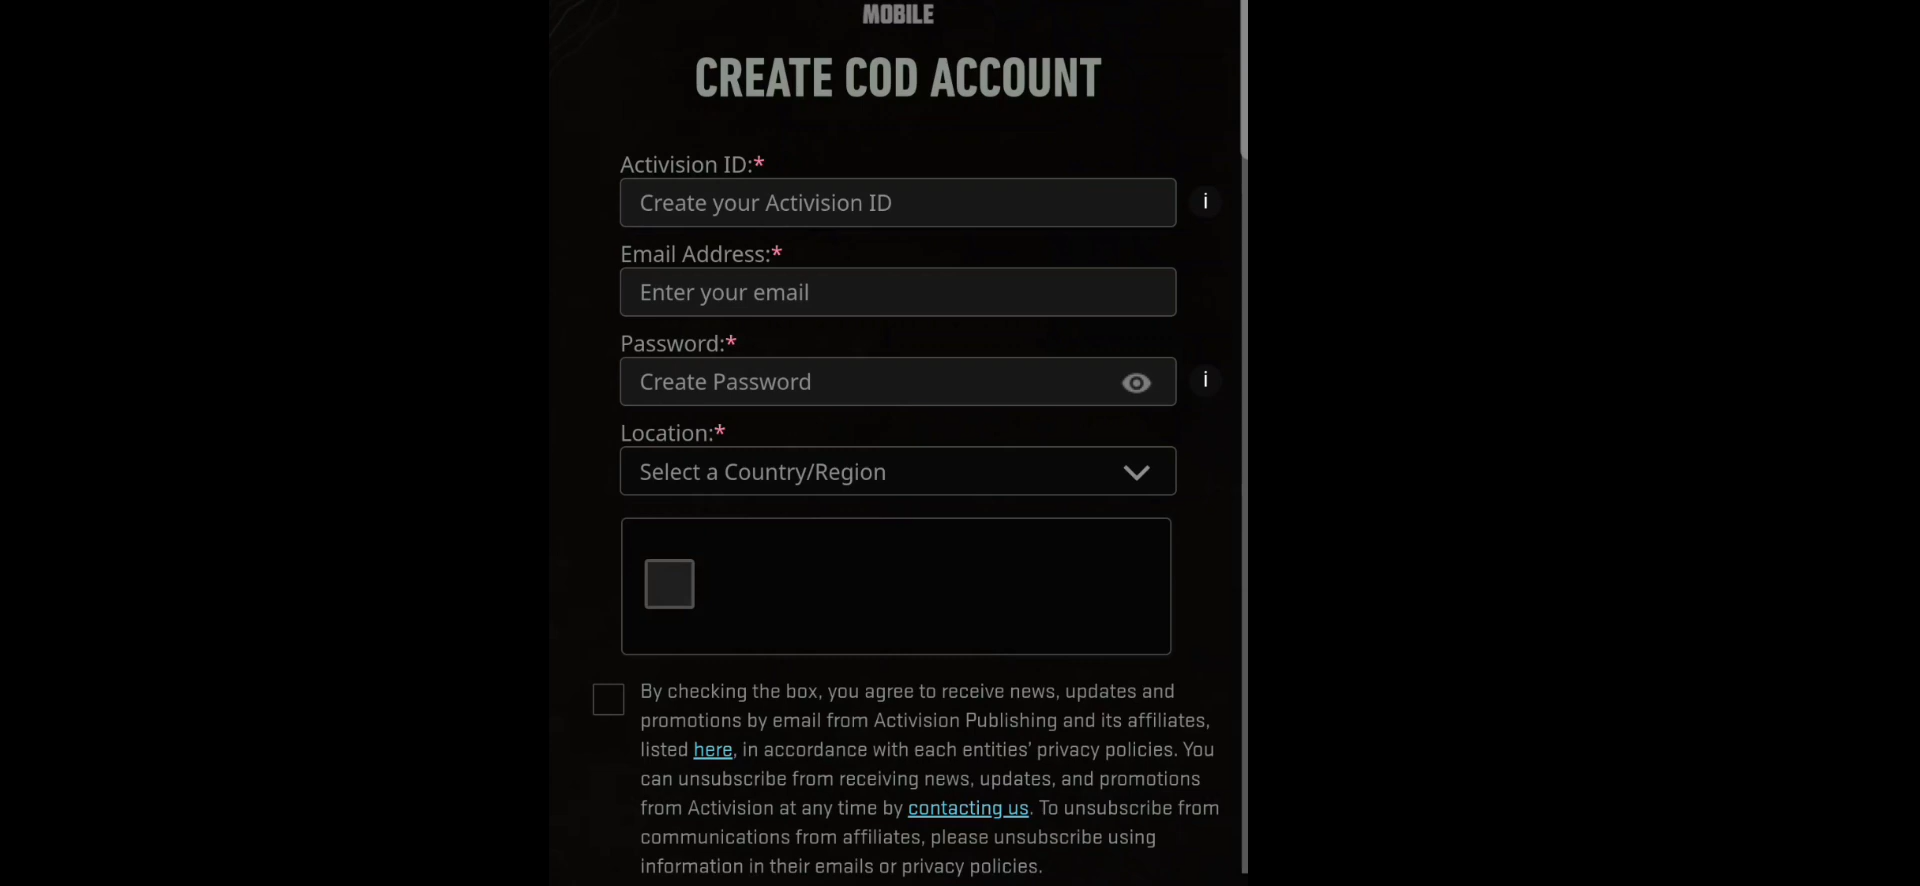 MOBILE
CREATE COD ACCOUNT
Activision ID:*
Create your Activision ID
i
Email Address:*
Enter your email
Password:*
Create Password
i
Location:*
Select a Country/Region
By checking the box, you agree to receive news, updates and
promotions by email from Activision Publishing and its affiliates,
listed here, in accordance with each entities' privacy policies. You
can unsubscribe from receiving news, updates, and promotions
from Activision at any time by contacting us. To unsubscribe from
communications from affiliates, please unsubscribe using
information in their emails or privacy policies.